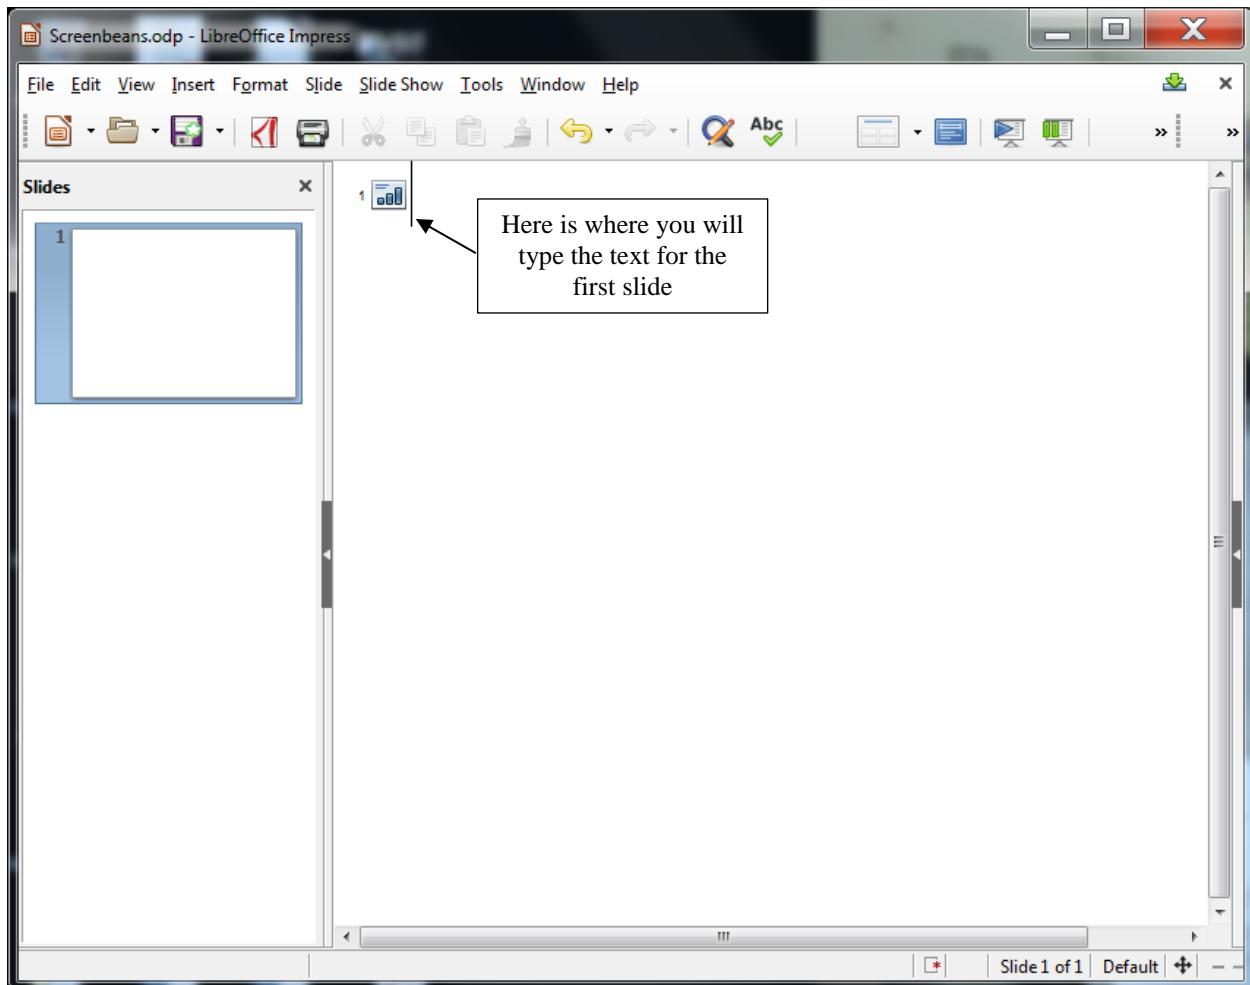 Screenbeans.odp - LibreOffice Impress
File Edit View Insert Format Slide Slide Show Tools Window Help
Abc
Slides
1
1
Here is where you will
type the text for the
first slide
Slide 1 of 1 Default